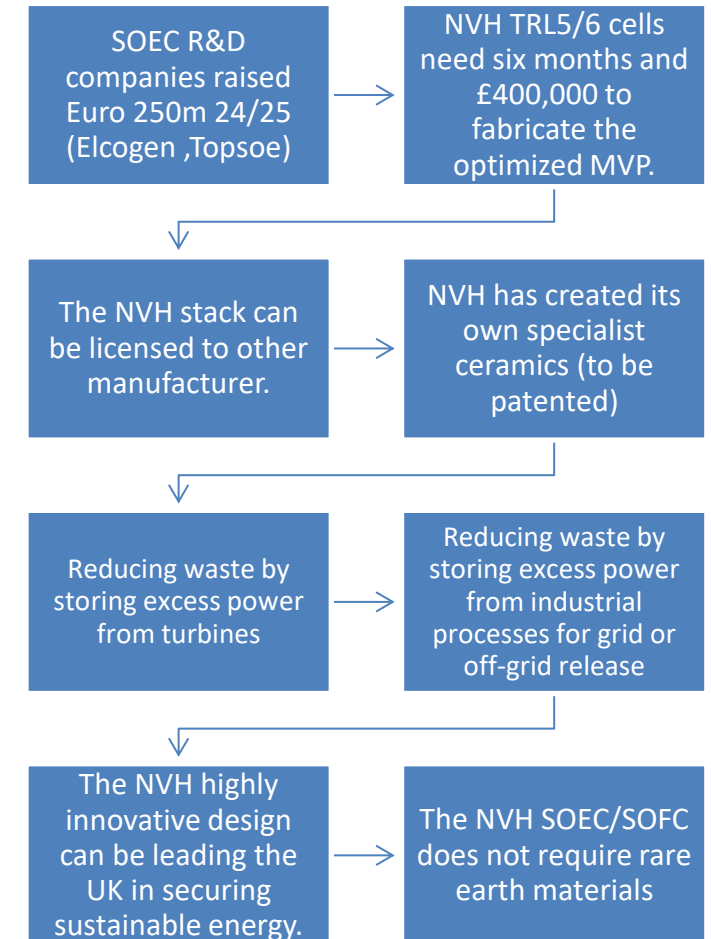 SOEC R&D
companies raised
Euro 250m 24/25
(Elcogen ,Topsoe)
NVH TRL5/6 cells
need six months and
£400,000 to
fabricate the
optimized MVP.
The NVH stack can
be licensed to other
manufacturer.
NVH has created its
own specialist
ceramics (to be
patented)
Reducing waste by
storing excess power
from turbines
Reducing waste by
storing excess power
from industrial
processes for grid or
off-grid release
The NVH highly
innovative design
can be leading the
UK in securing
sustainable energy.
The NVH SOEC/SOFC
does not require rare
earth materials